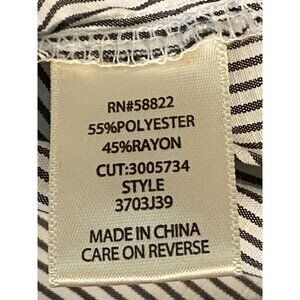 RN#58822
55%POLYESTER
45%RAYON
CUT:3005734
STYLE
3703J39
MADE IN CHINA
CARE ON REVERSE